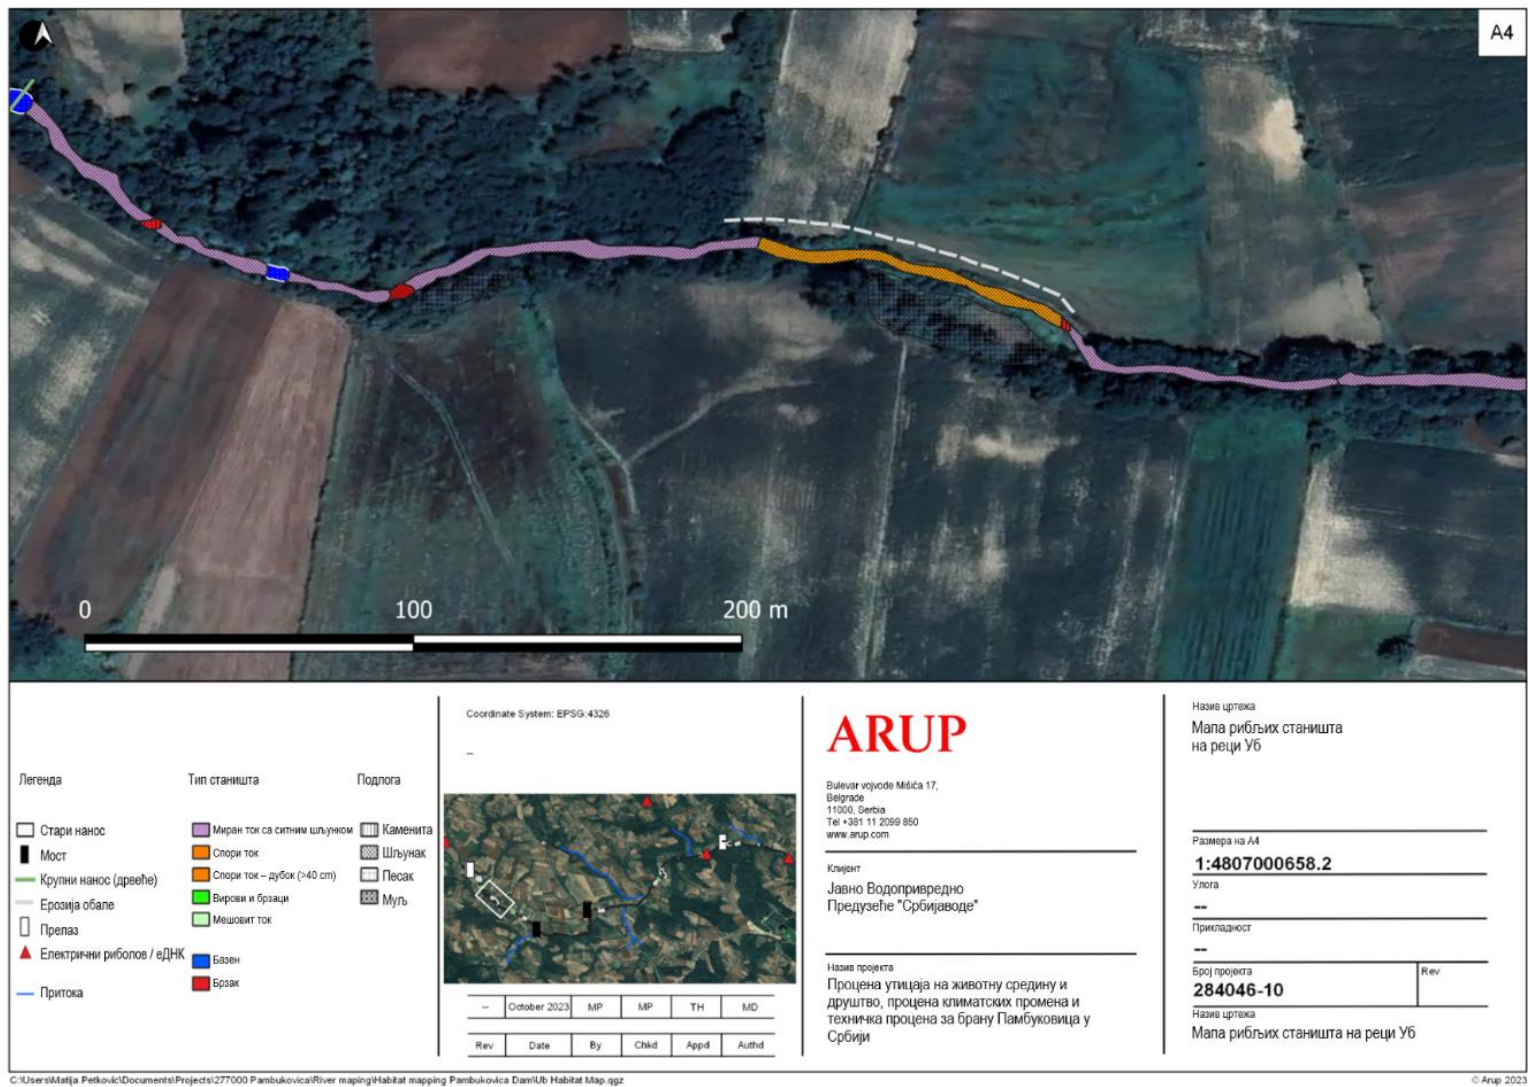 A4
0 100 200 m
Легенда
Стари нанос
Мост
Крупни нанос (дрвеће)
Ерозија обале
Прелаз
Електрични риболов / еДНК
Притока
Тип станишта
Миран ток са ситним шљунком
Спори ток
Спори ток – дубок (>40 cm)
Вирови и брзаци
Мешовит ток
Базен
Брзак
Подлога
Каменита
Шљунак
Песак
Муљ
Coordinate System: EPSG:4326
--
-- October 2023 MP MP TH MD
Rev Date By Chkd Appd Authd
ARUP
Bulevar vojvode Mišića 17,
Belgrade
11000, Serbia
Tel +381 11 2099 850
www.arup.com
Клијент
Јавно Водопривредно
Предузеће "Србијаводе"
Назив пројекта
Процена утицаја на животну средину и
друштво, процена климатских промена и
техничка процена за брану Памбуковица у
Србији
Назив цртежа
Мапа рибљих станишта
на реци Уб
Размера на А4
1:4807000658.2
Улога
--
Прикладност
--
Број пројекта Rev
284046-10
Назив цртежа
Мапа рибљих станишта на реци Уб
C:\Users\Matija.Petkovic\Documents\Projects\277000 Pambukovica\River maping\Habitat mapping Pambukovica Dam\Ub Habitat Map.qgz
© Arup 2023